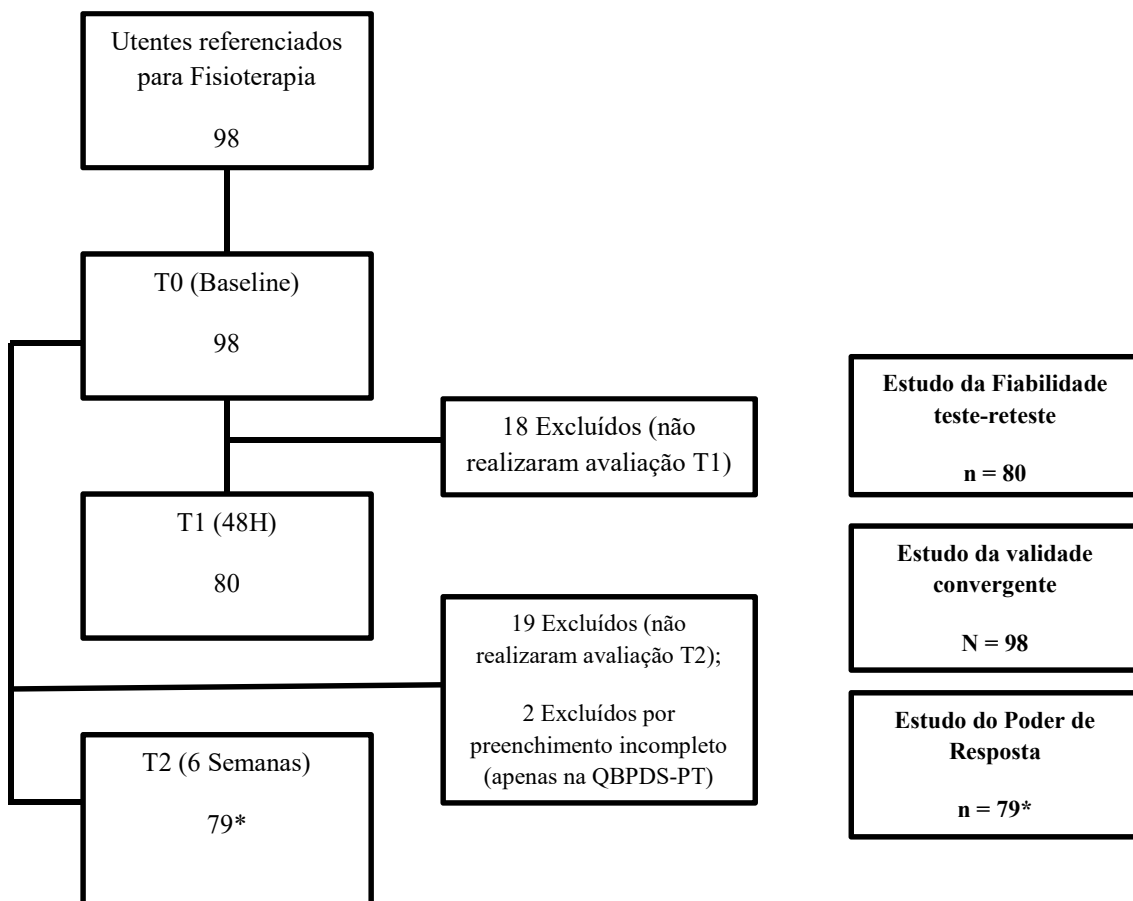 Utentes referenciados
para Fisioterapia
98
T0 (Baseline)
98
18 Excluídos (não
realizaram avaliação T1)
T1 (48H)
80
19 Excluídos (não
realizaram avaliação T2);
2 Excluídos por
preenchimento incompleto
(apenas na QBPDS-PT)
T2 (6 Semanas)
79*
Estudo da Fiabilidade
teste-reteste
n = 80
Estudo da validade
convergente
N = 98
Estudo do Poder de
Resposta
n = 79*